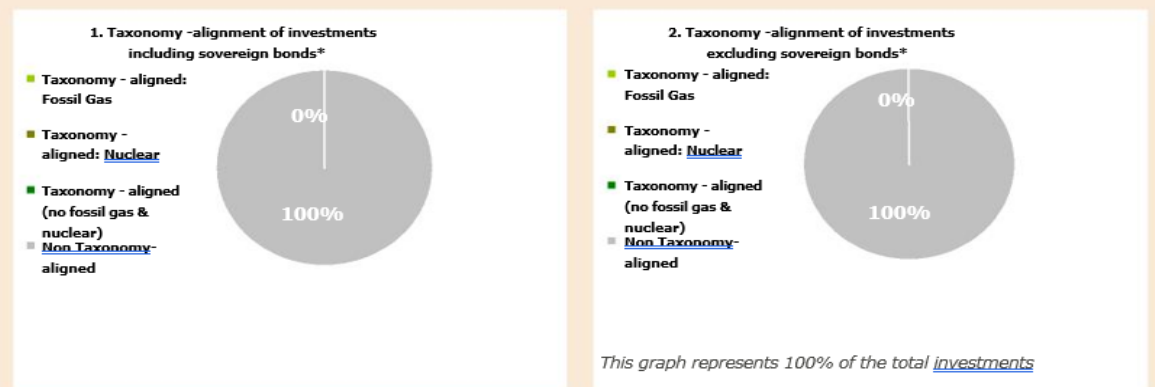 1. Taxonomy -alignment of investments
including sovereign bonds*
Taxonomy - aligned:
Fossil Gas
Taxonomy -
aligned: Nuclear
Taxonomy - aligned
(no fossil gas &
nuclear)
Non Taxonomy-
aligned
0%
100%
2. Taxonomy -alignment of investments
excluding sovereign bonds*
Taxonomy - aligned:
Fossil Gas
Taxonomy -
aligned: Nuclear
Taxonomy - aligned
(no fossil gas &
nuclear)
Non Taxonomy-
aligned
0%
100%
This graph represents 100% of the total investments